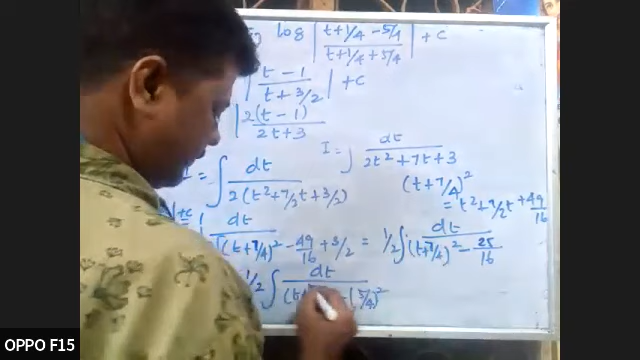 log | t+1/4 - 5/4 / t+1/4 + 5/4 | + c
| t - 1 / t + 3/2 | + c
| 2(t - 1) / 2t + 3
I = ∫ dt / 2t² + 7t + 3
= ∫ dt / 2(t² + 7/2 t + 3/2)
(t + 7/4)²
= t² + 7/2 t + 49/16
dt / (t + 7/4)² - 49/16 + 3/2 = 1/2 ∫ dt / (t + 7/4)² - 25/16
1/2 ∫ dt / (t+ - (5/4)²
OPPO F15